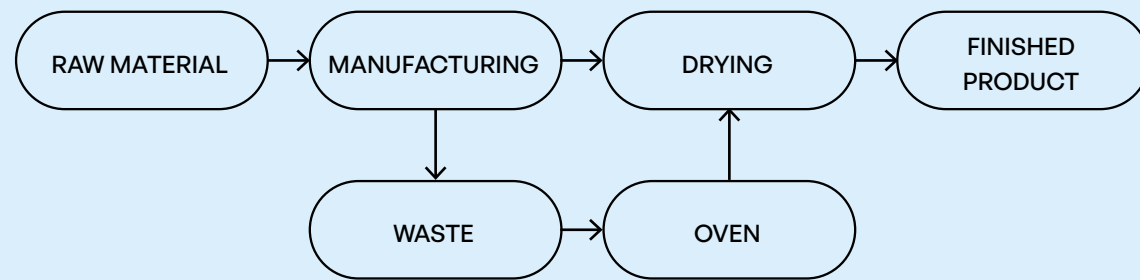 RAW MATERIAL
MANUFACTURING
DRYING
FINISHED
PRODUCT
WASTE
OVEN